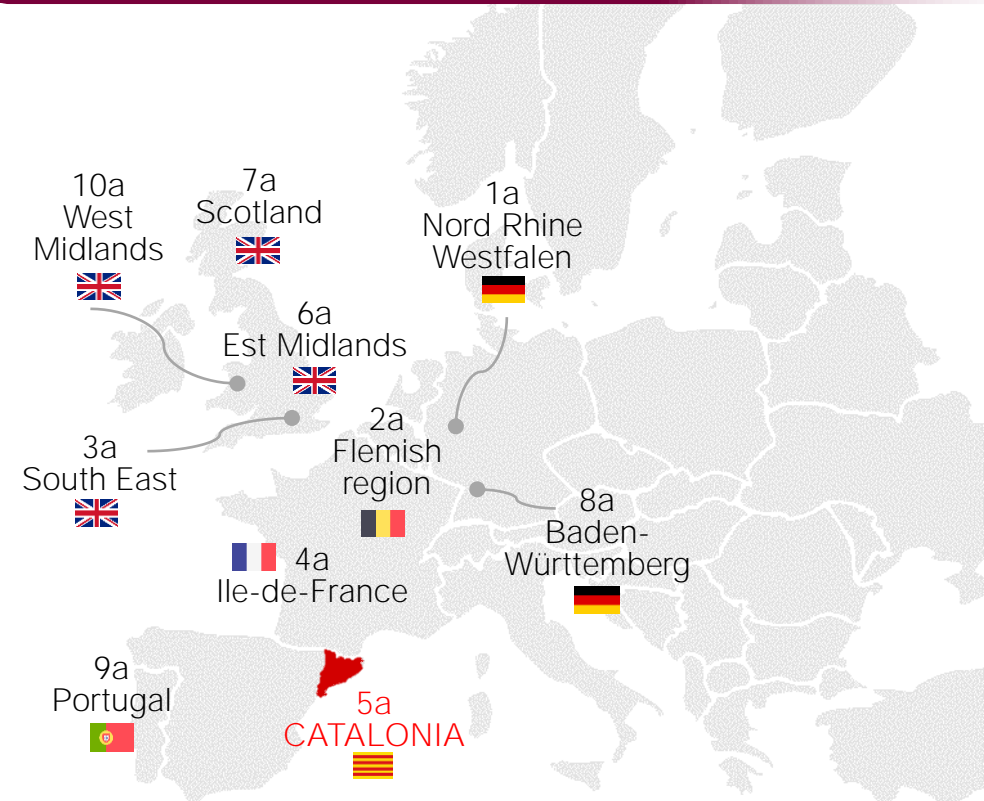 10a
West
Midlands
7a
Scotland
1a
Nord Rhine
Westfalen
6a
Est Midlands
2a
Flemish
region
3a
South East
8a
Baden-
Württemberg
4a
Ile-de-France
9a
Portugal
5a
CATALONIA